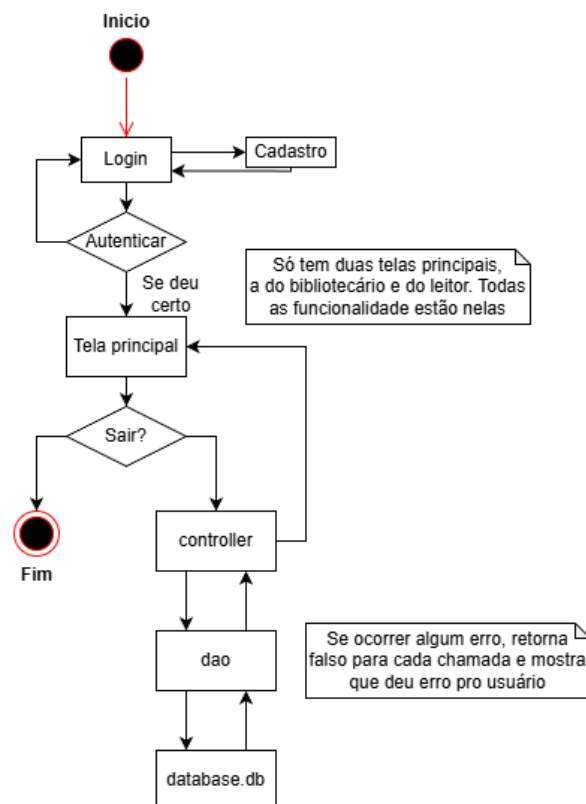 Inicio
Login
Cadastro
Autenticar
Se deu
certo
Só tem duas telas principais,
a do bibliotecário e do leitor. Todas
as funcionalidade estão nelas
Tela principal
Sair?
Fim
controller
dao
Se ocorrer algum erro, retorna
falso para cada chamada e mostra
que deu erro pro usuário
database.db